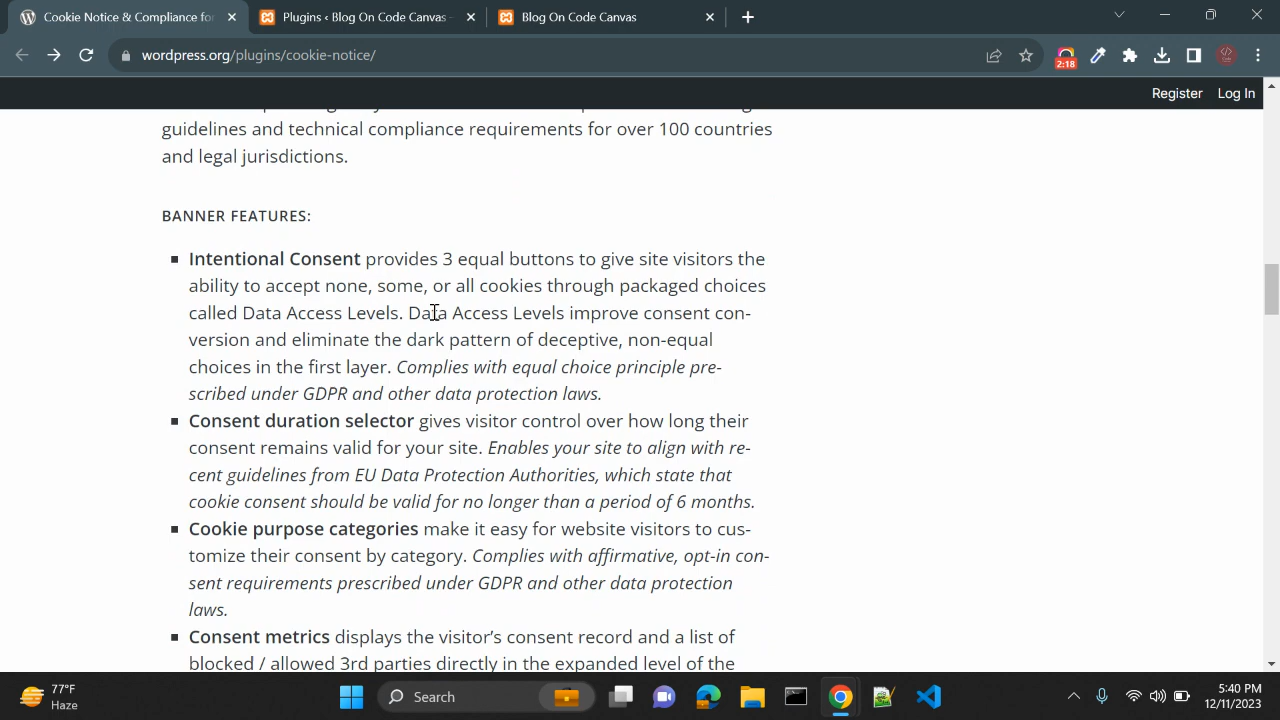 Cookie Notice & Compliance for
Plugins ‹ Blog On Code Canvas -
Blog On Code Canvas
wordpress.org/plugins/cookie-notice/
2:18
Register
Log In
guidelines and technical compliance requirements for over 100 countries
and legal jurisdictions.
BANNER FEATURES:
Intentional Consent provides 3 equal buttons to give site visitors the
ability to accept none, some, or all cookies through packaged choices
called Data Access Levels. Data Access Levels improve consent con-
version and eliminate the dark pattern of deceptive, non-equal
choices in the first layer. Complies with equal choice principle pre-
scribed under GDPR and other data protection laws.
Consent duration selector gives visitor control over how long their
consent remains valid for your site. Enables your site to align with re-
cent guidelines from EU Data Protection Authorities, which state that
cookie consent should be valid for no longer than a period of 6 months.
Cookie purpose categories make it easy for website visitors to cus-
tomize their consent by category. Complies with affirmative, opt-in con-
sent requirements prescribed under GDPR and other data protection
laws.
Consent metrics displays the visitor's consent record and a list of
blocked / allowed 3rd parties directly in the expanded level of the
77°F
Haze
Search
5:40 PM
12/11/2023